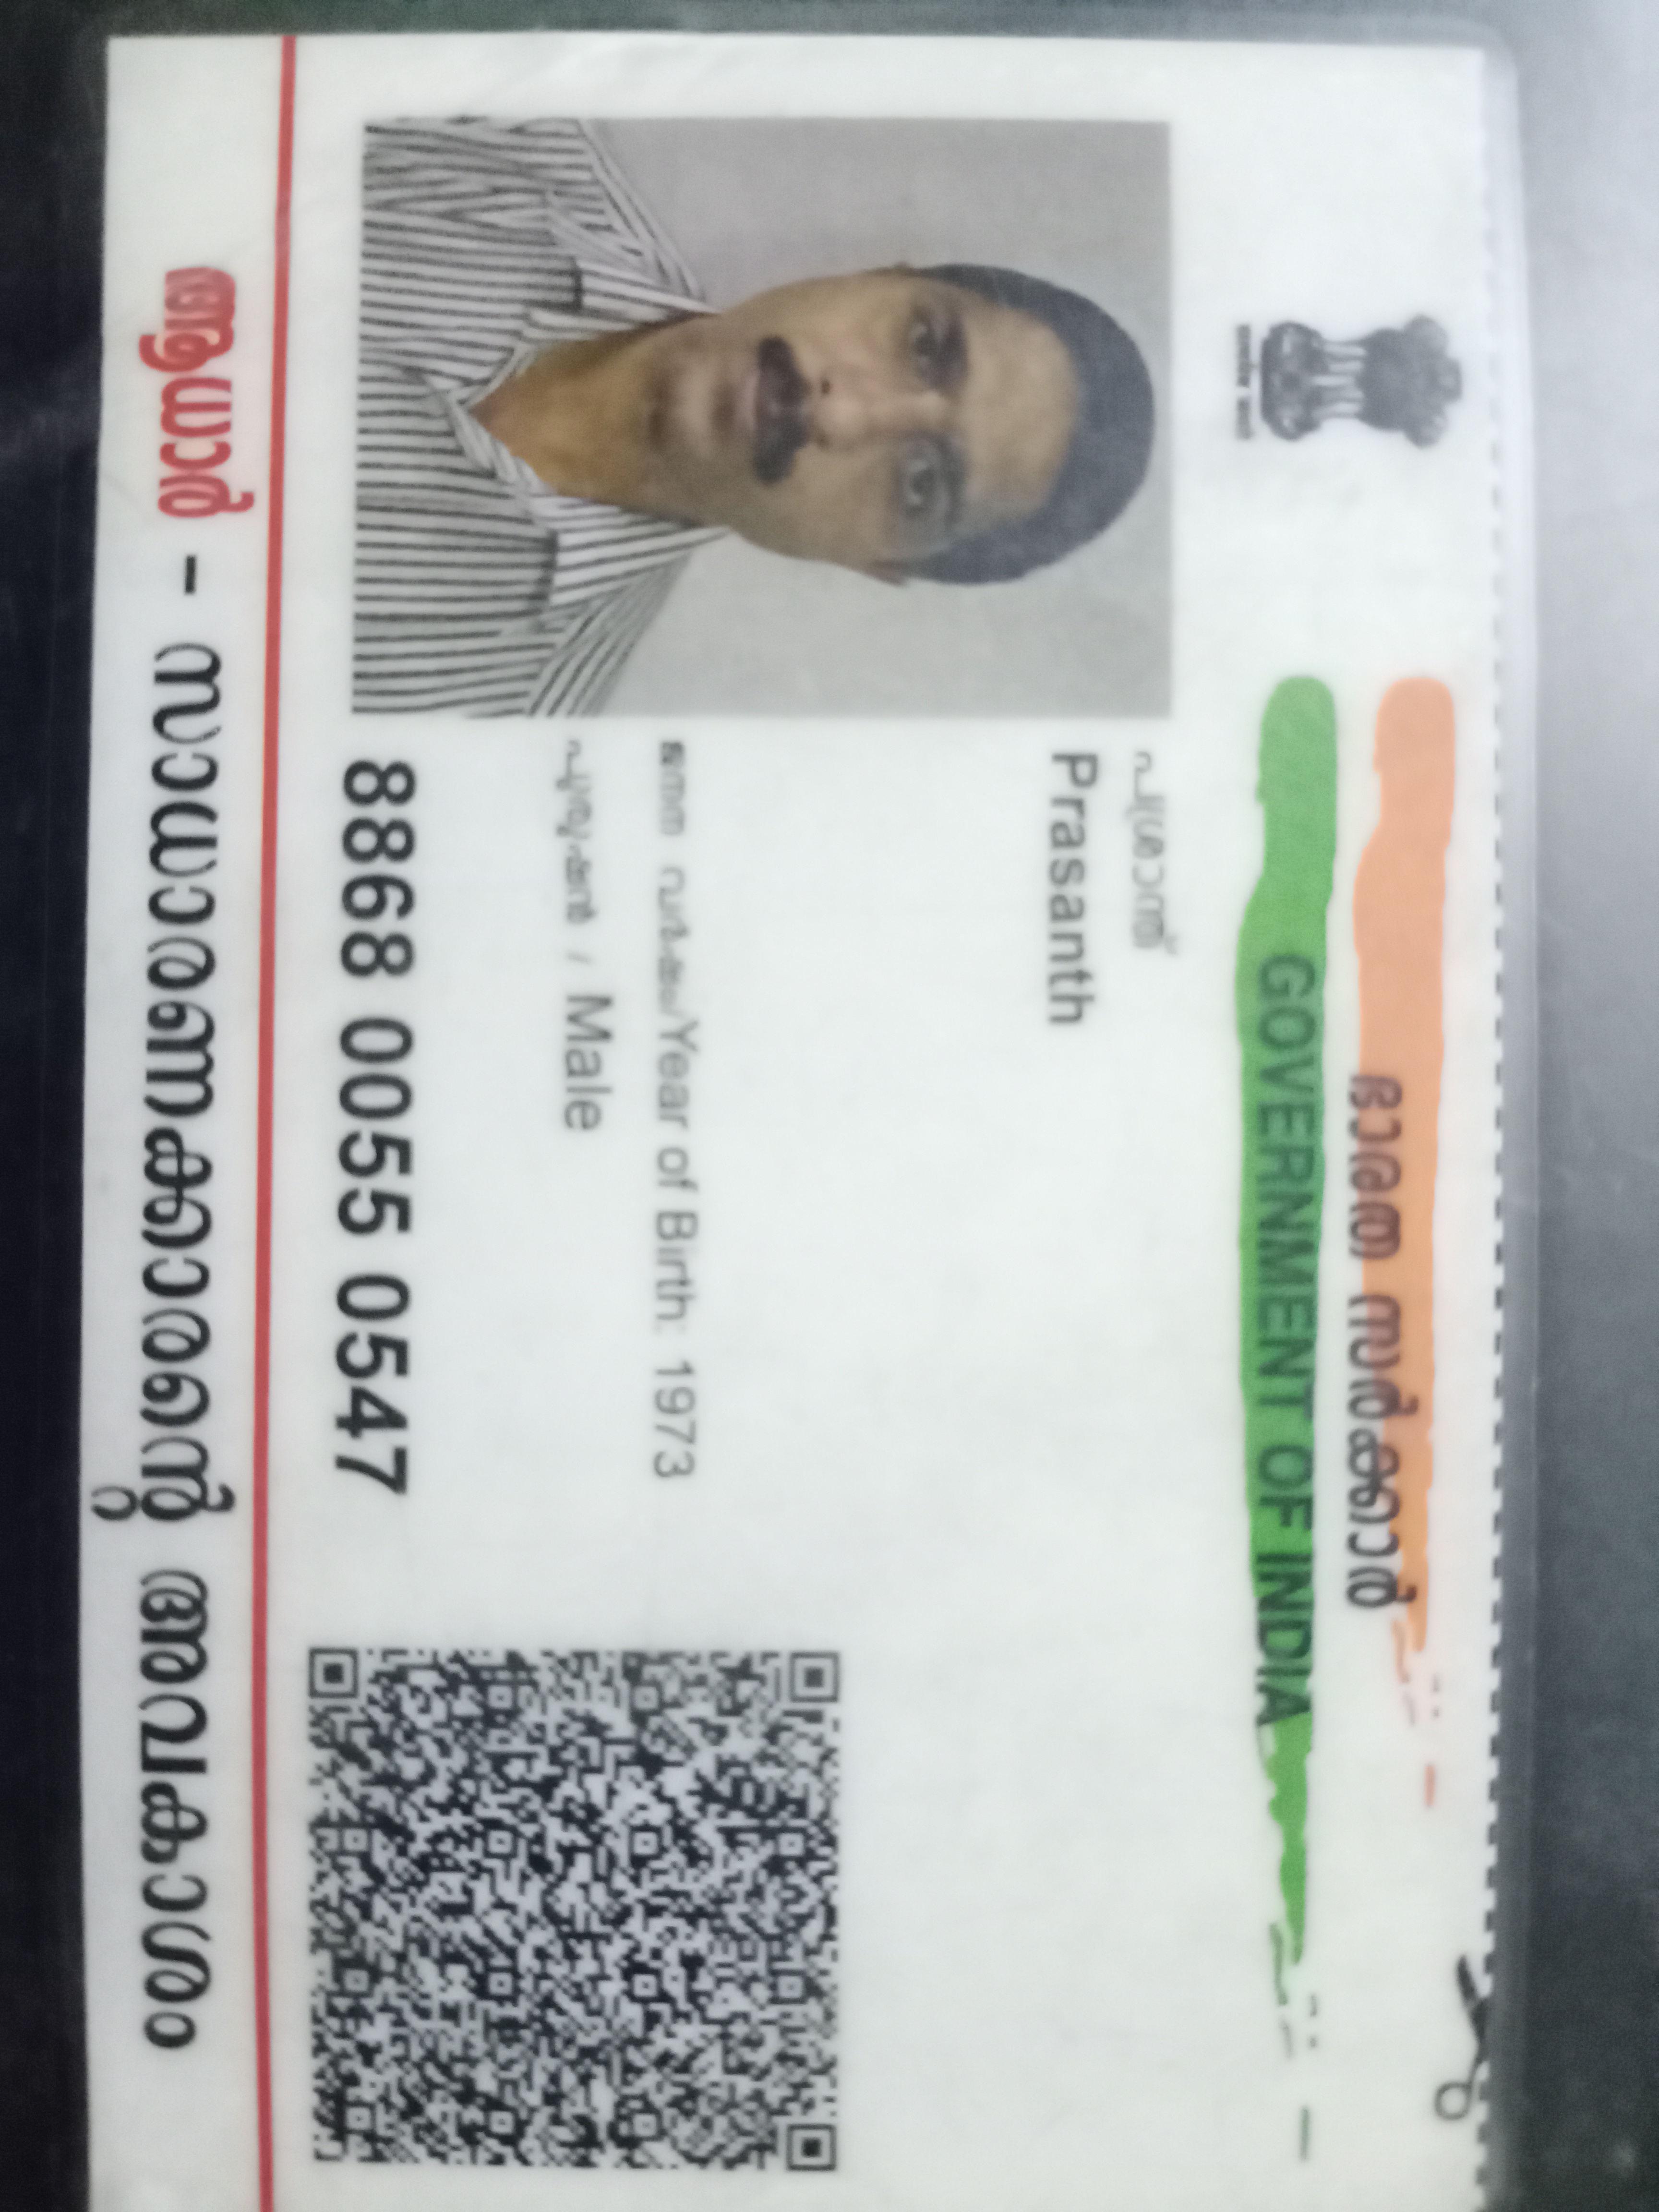 ഭാരത സർക്കാർ
GOVERNMENT OF INDIA
പ്രശാന്ത്
Prasanth
ജനന വർഷം/Year of Birth: 1973
പുരുഷൻ / Male
8868 0055 0547
ആധാർ - സാധാരണക്കാരന്റെ അവകാശം